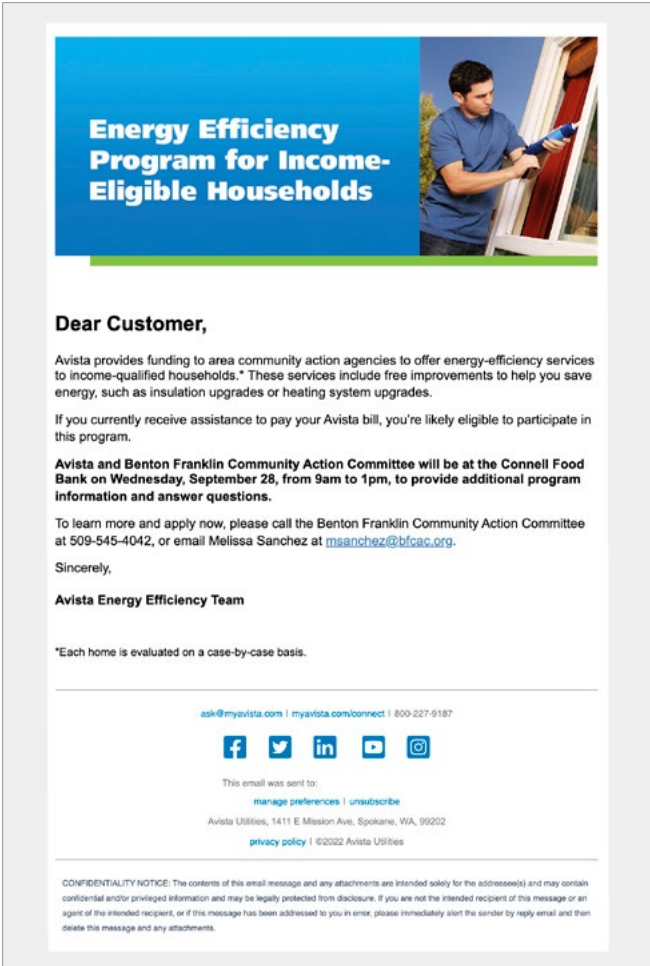 Energy Efficiency
Program for Income-
Eligible Households
Dear Customer,
Avista provides funding to area community action agencies to offer energy-efficiency services
to income-qualified households.* These services include free improvements to help you save
energy, such as insulation upgrades or heating system upgrades.
If you currently receive assistance to pay your Avista bill, you're likely eligible to participate in
this program.
Avista and Benton Franklin Community Action Committee will be at the Connell Food
Bank on Wednesday, September 28, from 9am to 1pm, to provide additional program
information and answer questions.
To learn more and apply now, please call the Benton Franklin Community Action Committee
at 509-545-4042, or email Melissa Sanchez at msanchez@bfcac.org.
Sincerely,
Avista Energy Efficiency Team
*Each home is evaluated on a case-by-case basis.
ask@myavista.com | myavista.com/connect | 800-227-9187
This email was sent to:
manage preferences | unsubscribe
Avista Utilities, 1411 E Mission Ave, Spokane, WA, 99202
privacy policy | ©2022 Avista Utilities
CONFIDENTIALITY NOTICE: The contents of this email message and any attachments are intended solely for the addressee(s) and may contain
confidential and/or privileged information and may be legally protected from disclosure. If you are not the intended recipient of this message or an
agent of the intended recipient, or if this message has been addressed to you in error, please immediately alert the sender by reply email and then
delete this message and any attachments.